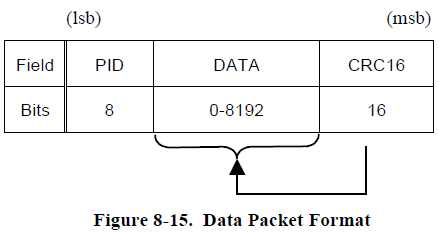 (lsb) (msb)
Field PID DATA CRC16
Bits 8 0-8192 16
Figure 8-15. Data Packet Format